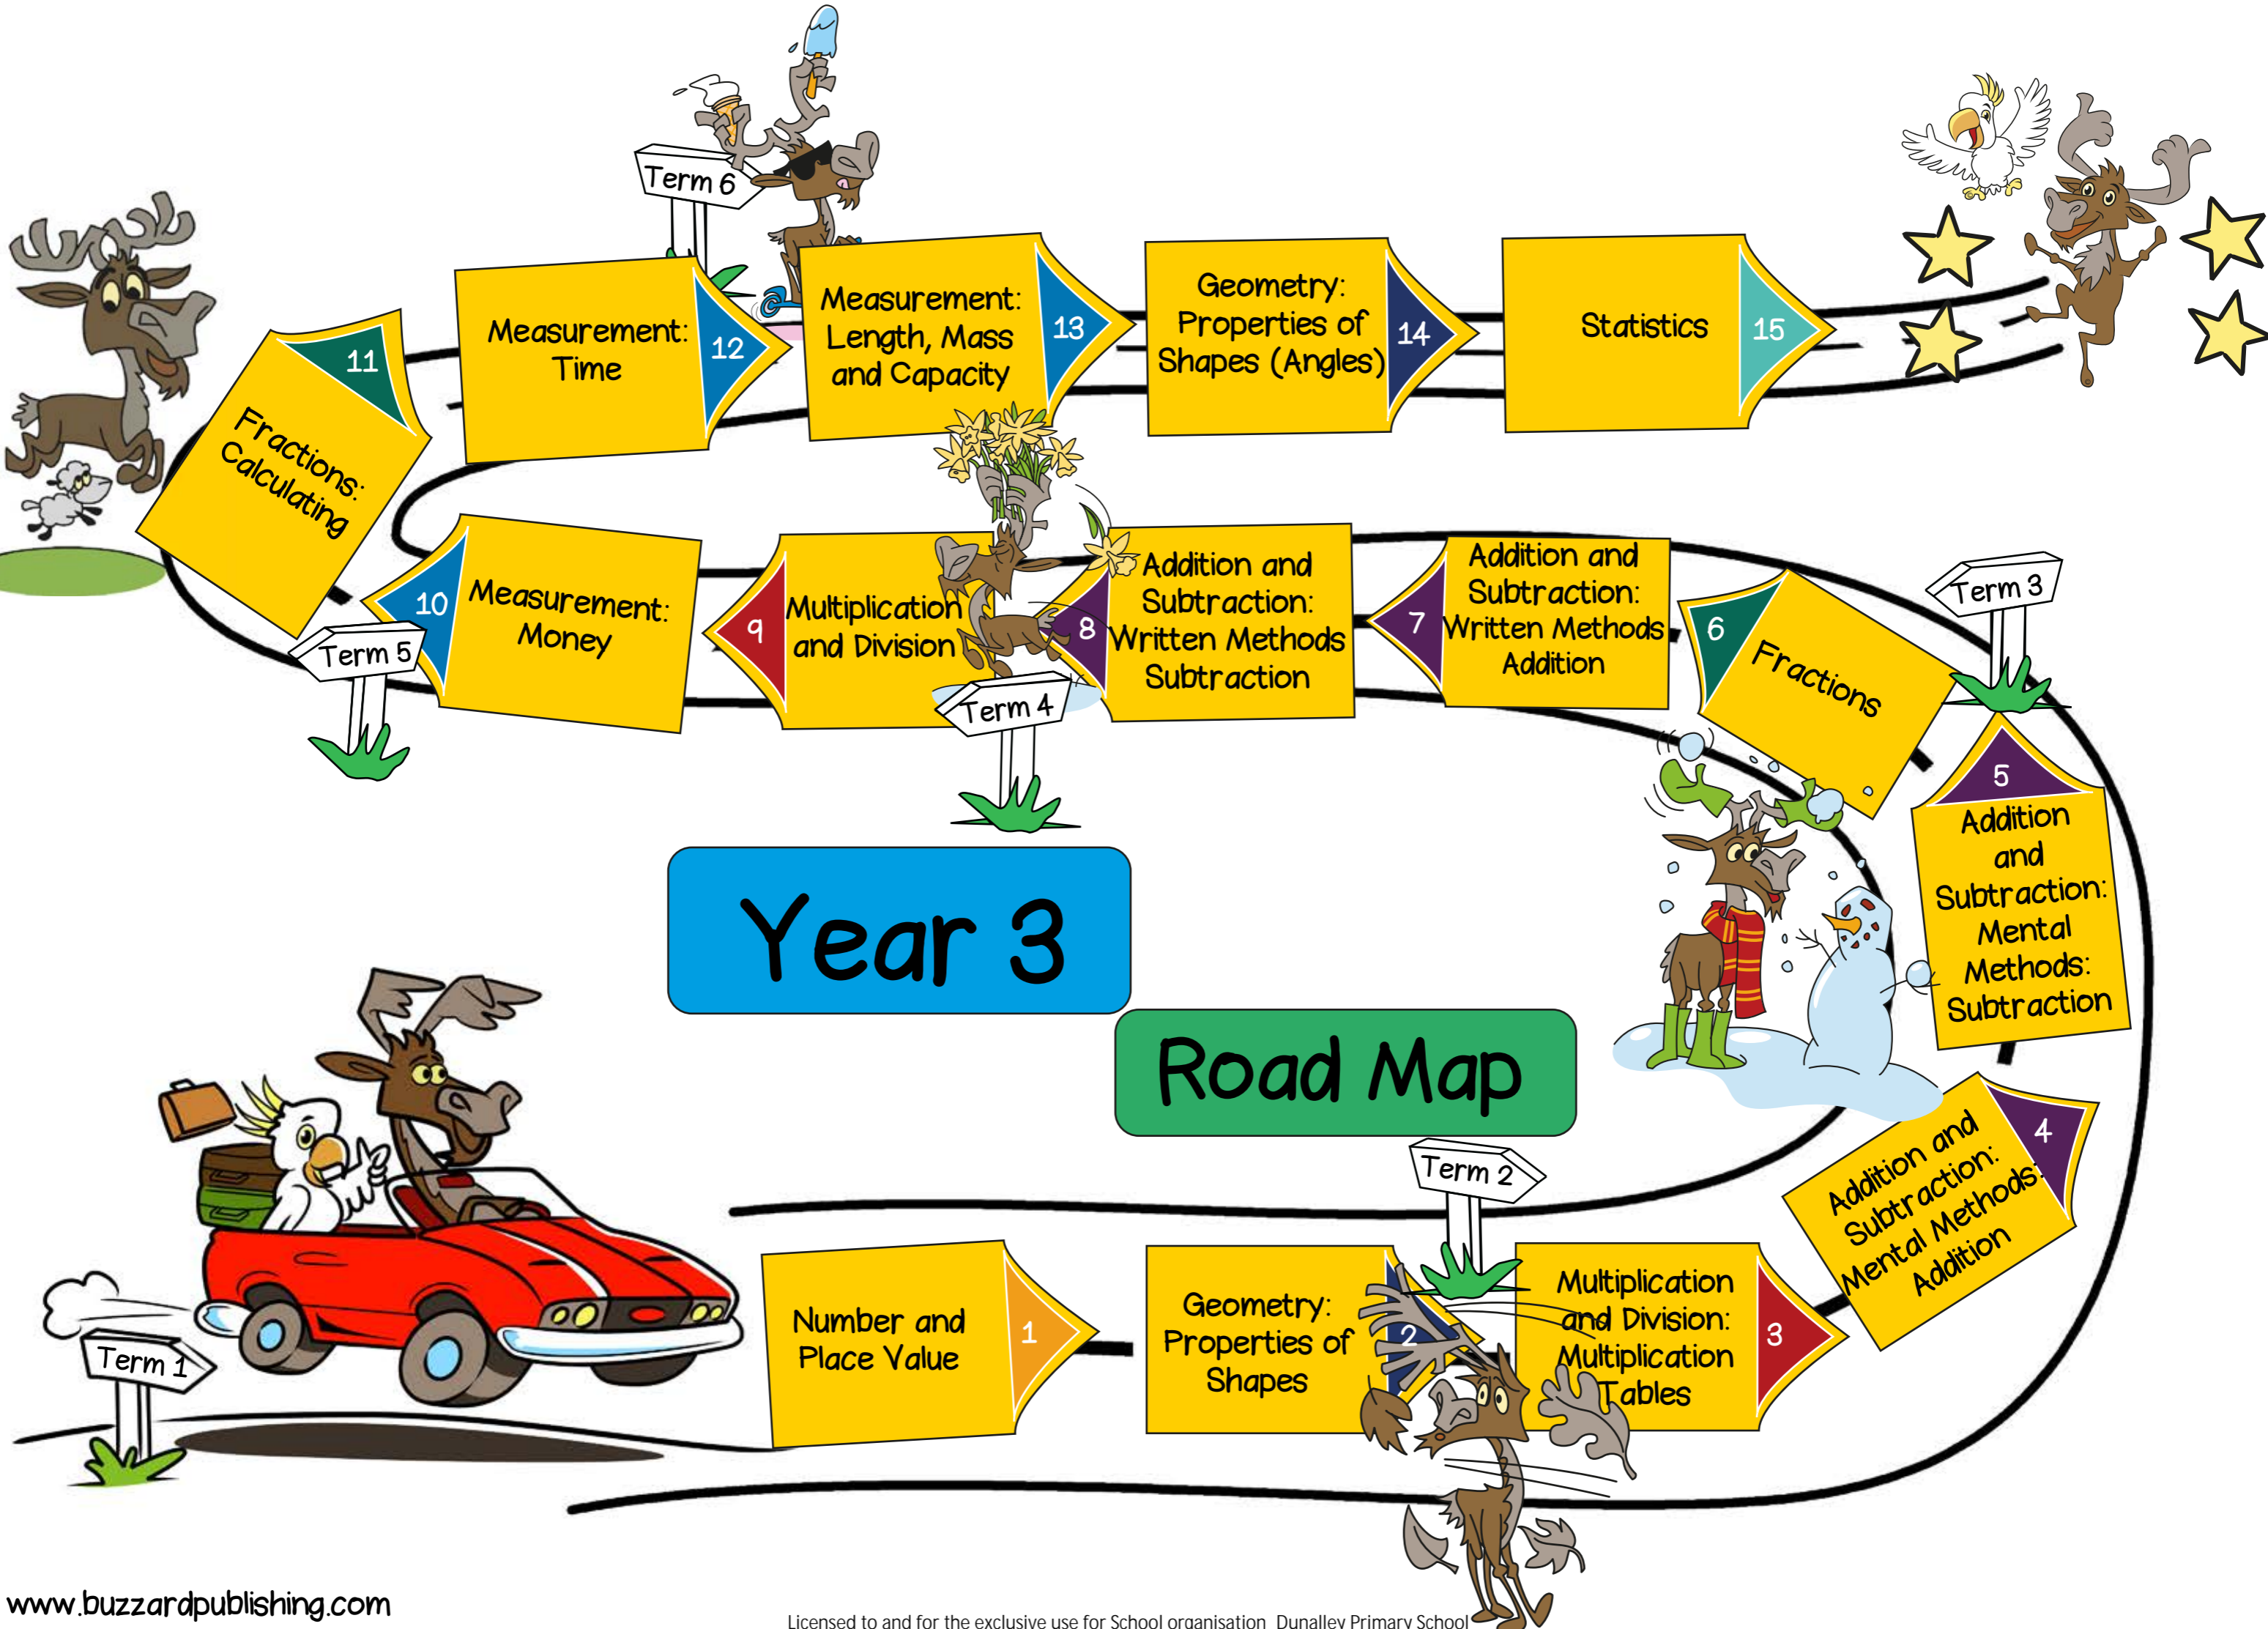 Term 6
11
Fractions:
Calculating
Measurement:
Time
12
Measurement:
Length, Mass
and Capacity
13
Geometry:
Properties of
Shapes (Angles)
14
Statistics
15
Term 5
10
Measurement:
Money
9
Multiplication
and Division
Term 4
8
Addition and
Subtraction:
Written Methods
Subtraction
7
Addition and
Subtraction:
Written Methods
Addition
6
Fractions
Term 3
5
Addition
and
Subtraction:
Mental
Methods:
Subtraction
Year 3
Road Map
4
Addition and
Subtraction:
Mental Methods:
Addition
Term 2
Term 1
Number and
Place Value
1
Geometry:
Properties of
Shapes
2
Multiplication
and Division:
Multiplication
Tables
3
www.buzzardpublishing.com
Licensed to and for the exclusive use for School organisation Dunalley Primary School